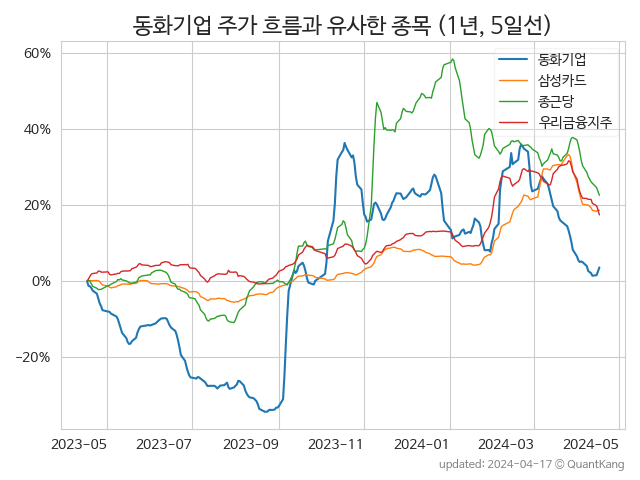 동화기업 주가 흐름과 유사한 종목 (1년, 5일선)
동화기업
삼성카드
종근당
우리금융지주
60%
40%
20%
0%
−20%
2023-05 2023-07 2023-09 2023-11 2024-01 2024-03 2024-05
updated: 2024-04-17 © QuantKang